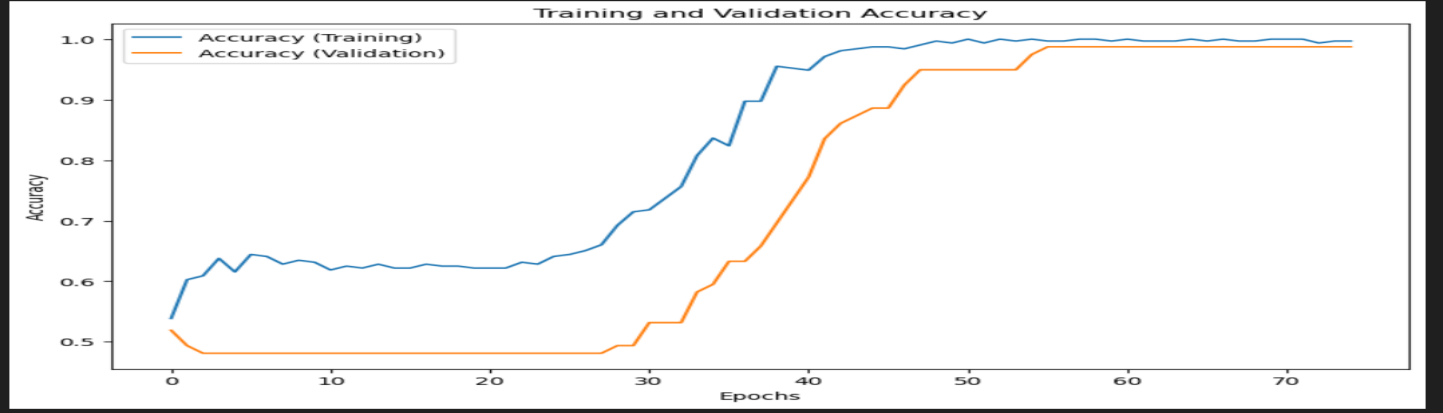 Training and Validation Accuracy
Accuracy (Training)
Accuracy (Validation)
1.0
0.9
0.8
0.7
0.6
0.5
Accuracy
0 10 20 30 40 50 60 70
Epochs